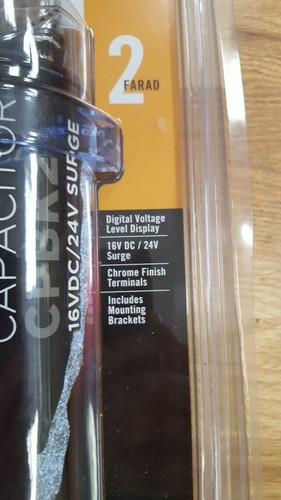 2
FARAD
CAPACITOR
CPBK2
16VDC/24V SURGE
Digital Voltage
Level Display
16V DC / 24V
Surge
Chrome Finish
Terminals
Includes
Mounting
Brackets